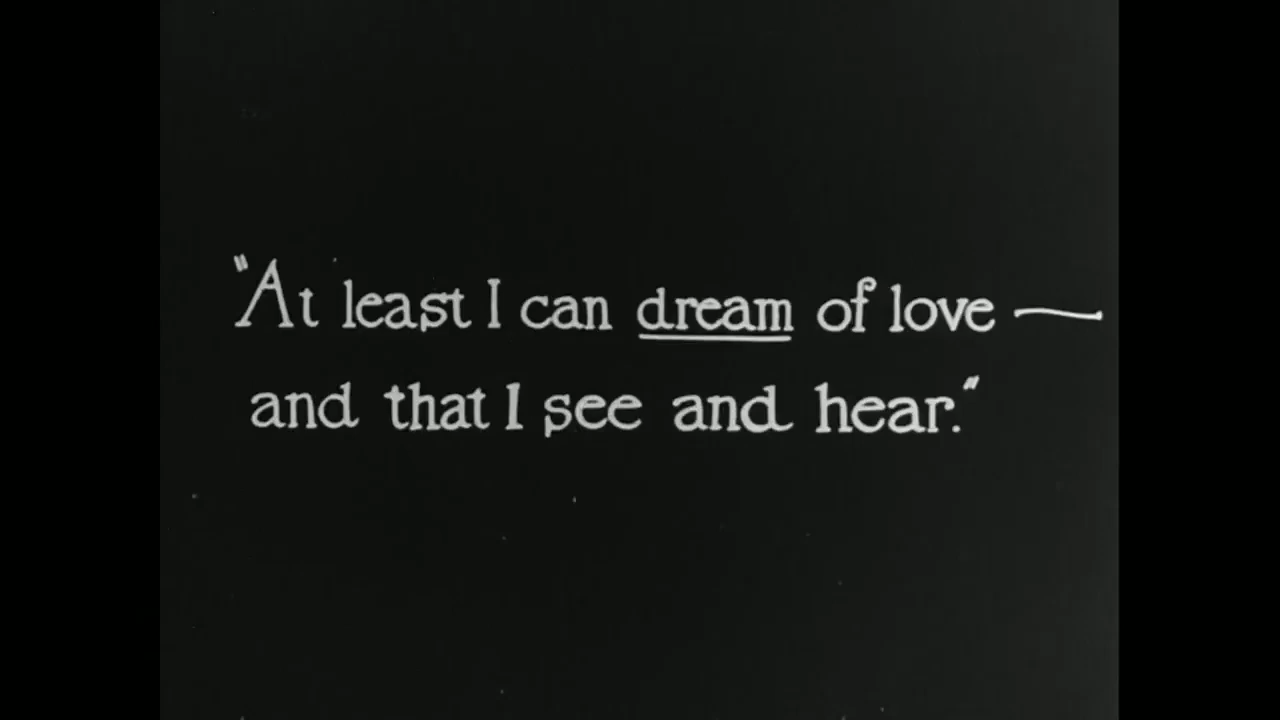 "At least I can dream of love —
and that I see and hear."